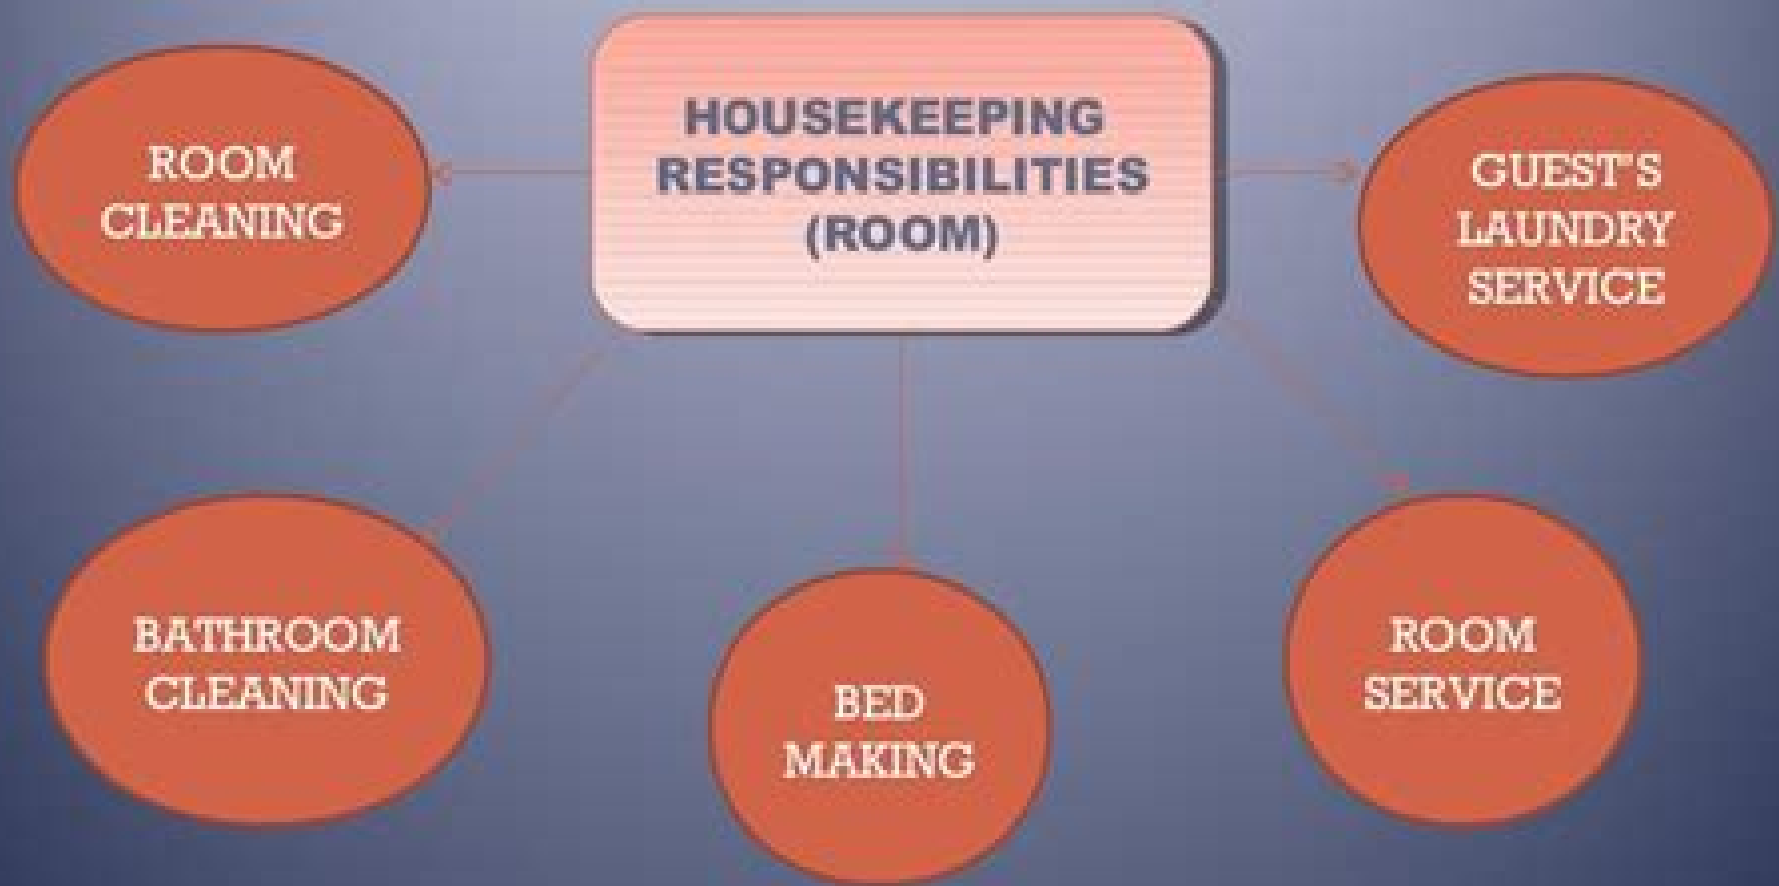 HOUSEKEEPING
RESPONSIBILITIES
(ROOM)
ROOM
CLEANING
GUEST'S
LAUNDRY
SERVICE
BATHROOM
CLEANING
BED
MAKING
ROOM
SERVICE